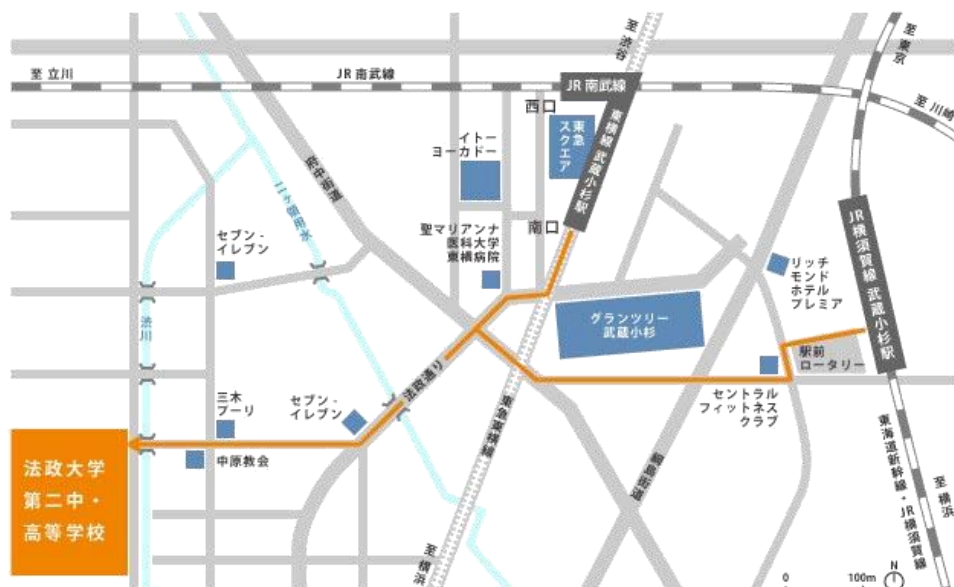 至 立川
JR 南武線
至 渋谷
至 東京
至 川崎
JR 南武線
西口
東急
スクエア
東横線 武蔵小杉駅
イトー
ヨーカドー
府中街道
二ヶ領用水
南口
聖マリアンナ
医科大学
東横病院
セブン -
イレブン
リッチ
モンド
ホテル
プレミア
JR 横須賀線 武蔵小杉駅
グランツリー
武蔵小杉
渋川
駅前
ロータリー
法政通り
三木
プーリ
セブン -
イレブン
セントラル
フィットネス
クラブ
東急東横線
綱島街道
東海道新幹線・JR横須賀線
至 横浜
中原教会
法政大学
第二中・
高等学校
至 横浜
0
100m
N